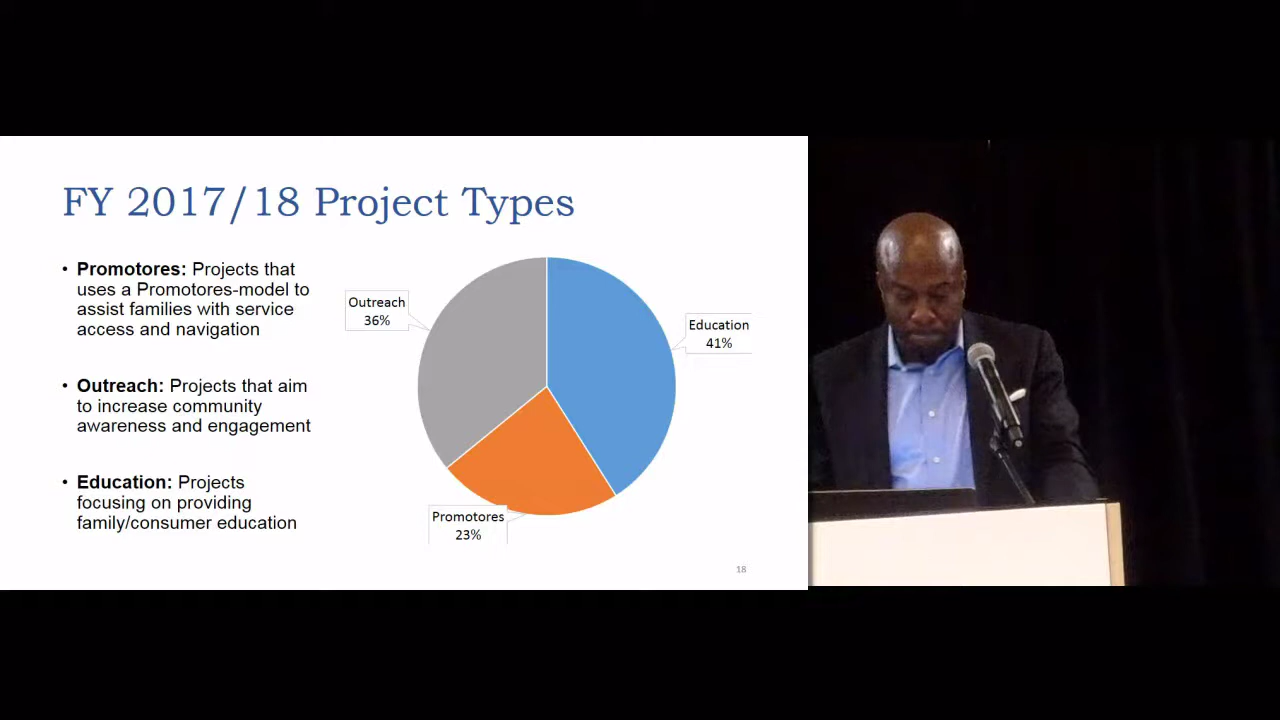 FY 2017/18 Project Types
• Promotores: Projects that
uses a Promotores-model to
assist families with service
access and navigation
• Outreach: Projects that aim
to increase community
awareness and engagement
• Education: Projects
focusing on providing
family/consumer education
Outreach
36%
Education
41%
Promotores
23%
18